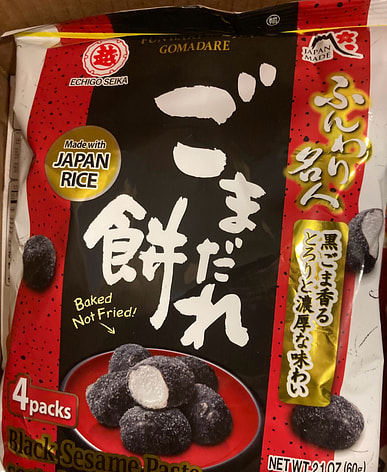 GOMADARE
越
ECHIGO SEIKA
JAPAN
MADE
Made with
JAPAN
RICE
ごまだれ
餅
ふんわり
名人
黒ごま香る
とろりと濃厚な味わい
Baked
Not Fried!
4packs
Black Sesame Paste
NET WT 2.1 OZ (60g)